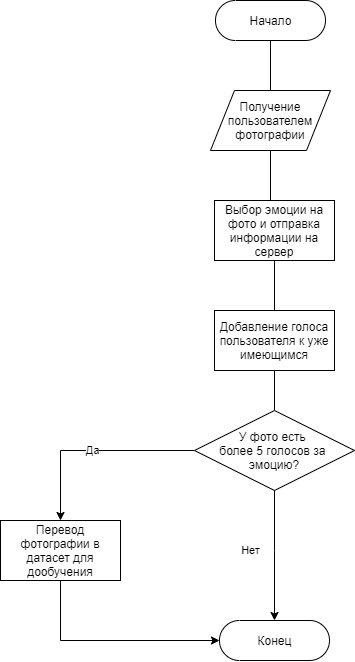 Начало
Получение
пользователем
фотографии
Выбор эмоции на
фото и отправка
информации на
сервер
Добавление голоса
пользователя к уже
имеющимся
У фото есть
более 5 голосов за
эмоцию?
Да
Перевод
фотографии в
датасет для
дообучения
Нет
Конец